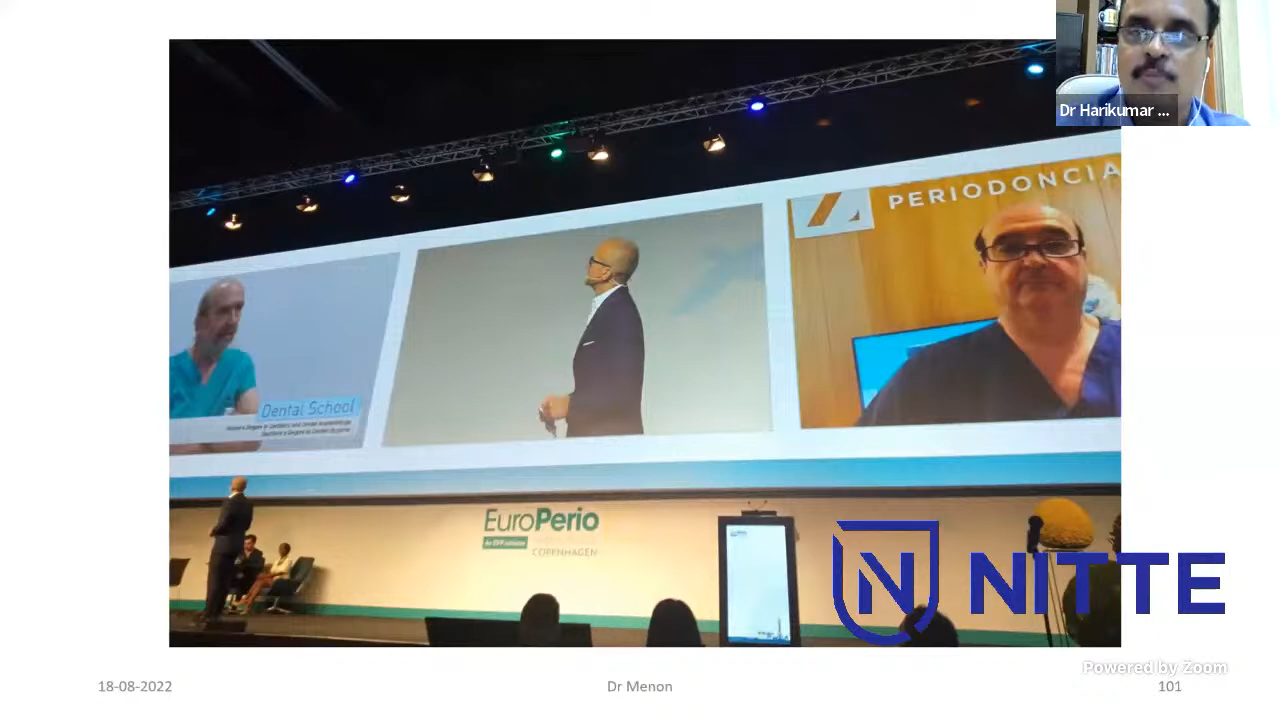 Dr Harikumar ...
PERIODONCIA
Dental School
EuroPerio
COPENHAGEN
N NITTE
Powered by Zoom
18-08-2022
Dr Menon
101